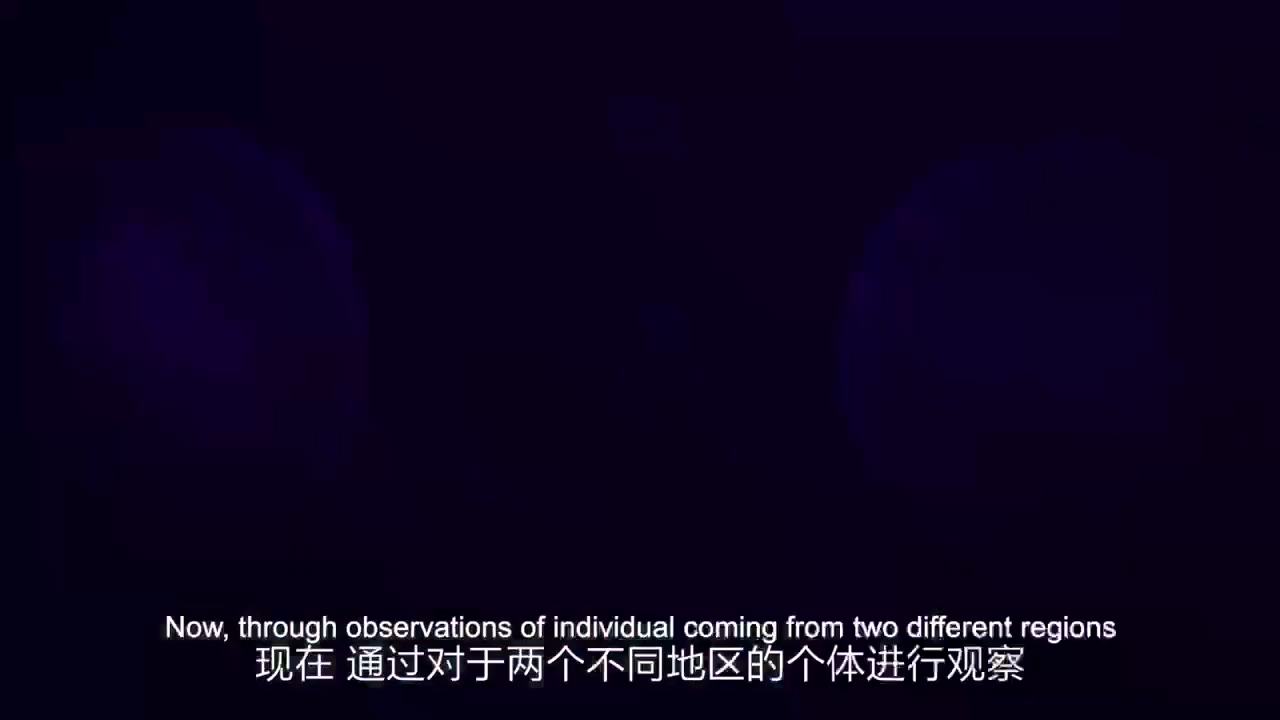 Now, through observations of individual coming from two different regions
现在 通过对于两个不同地区的个体进行观察